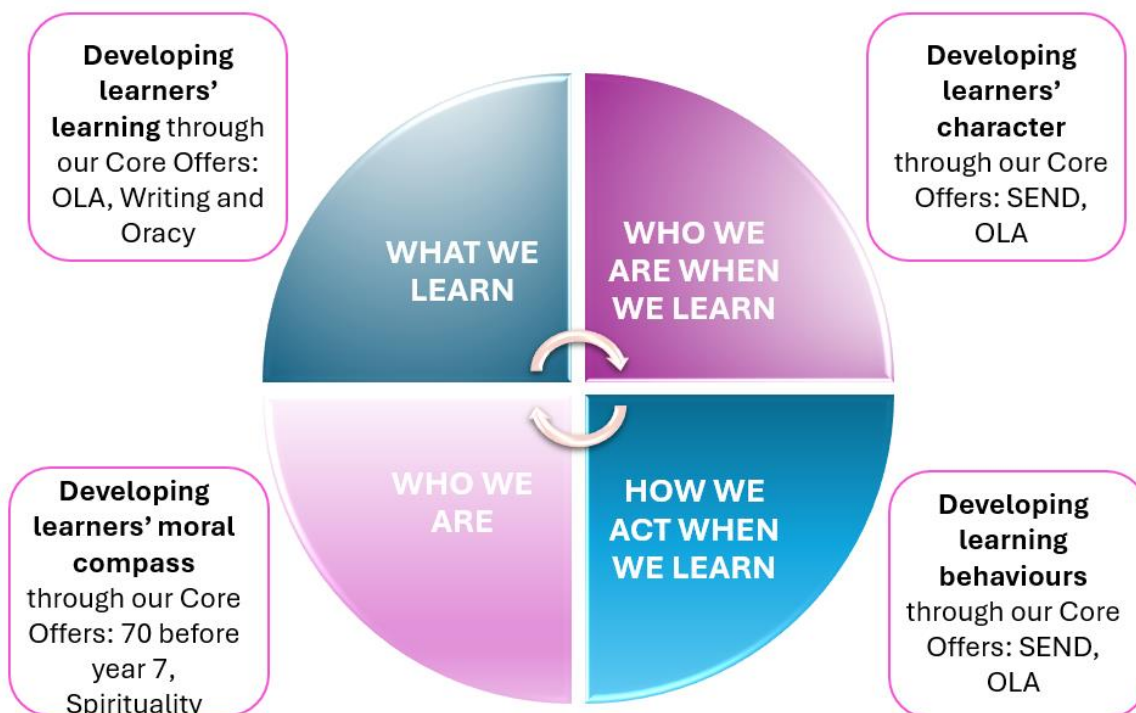 Developing
learners’
learning through
our Core Offers:
OLA, Writing and
Oracy
Developing
learners’
character
through our Core
Offers: SEND,
OLA
WHAT WE
LEARN
WHO WE
ARE WHEN
WE LEARN
WHO WE
ARE
HOW WE
ACT WHEN
WE LEARN
Developing
learners’ moral
compass
through our Core
Offers: 70 before
year 7,
Spirituality
Developing
learning
behaviours
through our Core
Offers: SEND,
OLA